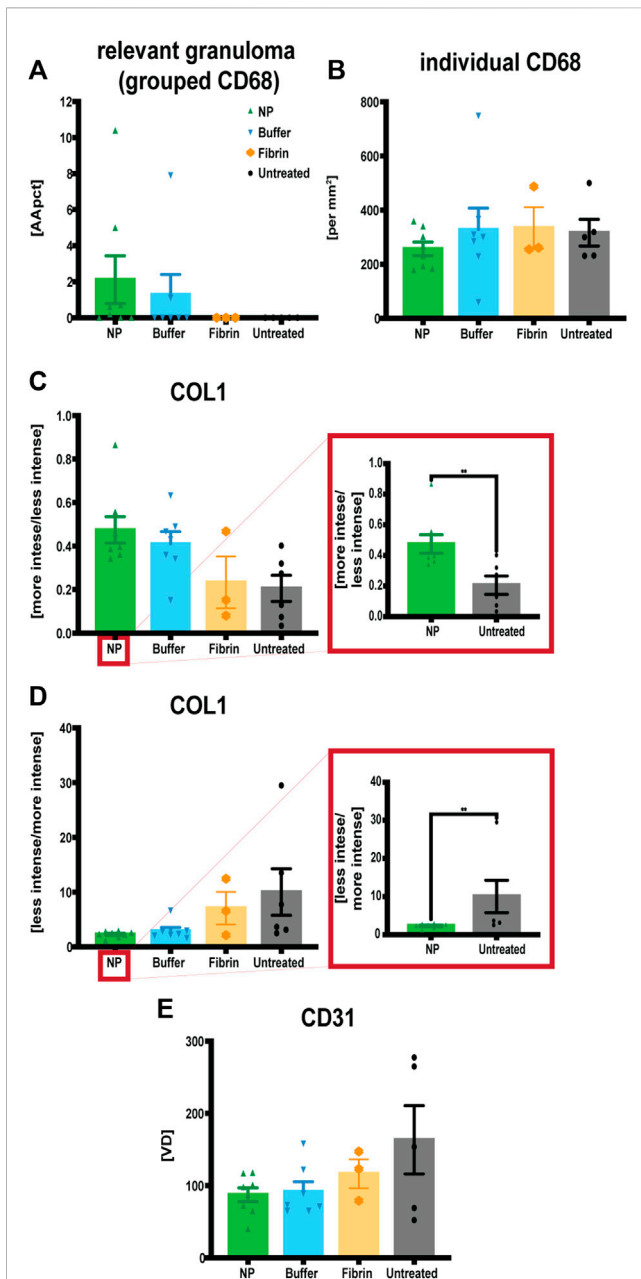 A
relevant granuloma
(grouped CD68)
[AApct]
12
10
8
6
4
2
0
NP
Buffer
Fibrin
Untreated
NP
Buffer
Fibrin
Untreated
B
individual CD68
[per mm²]
800
600
400
200
0
NP
Buffer
Fibrin
Untreated
C
COL1
[more intese/less intense]
1.0
0.8
0.6
0.4
0.2
0.0
NP
Buffer
Fibrin
Untreated
[more intese/
less intense]
1.0
0.8
0.6
0.4
0.2
0.0
**
NP
Untreated
D
COL1
[less intense/more intense]
40
30
20
10
0
NP
Buffer
Fibrin
Untreated
[less intese/
more intense]
40
30
20
10
0
**
NP
Untreated
E
CD31
[VD]
300
200
100
0
NP
Buffer
Fibrin
Untreated